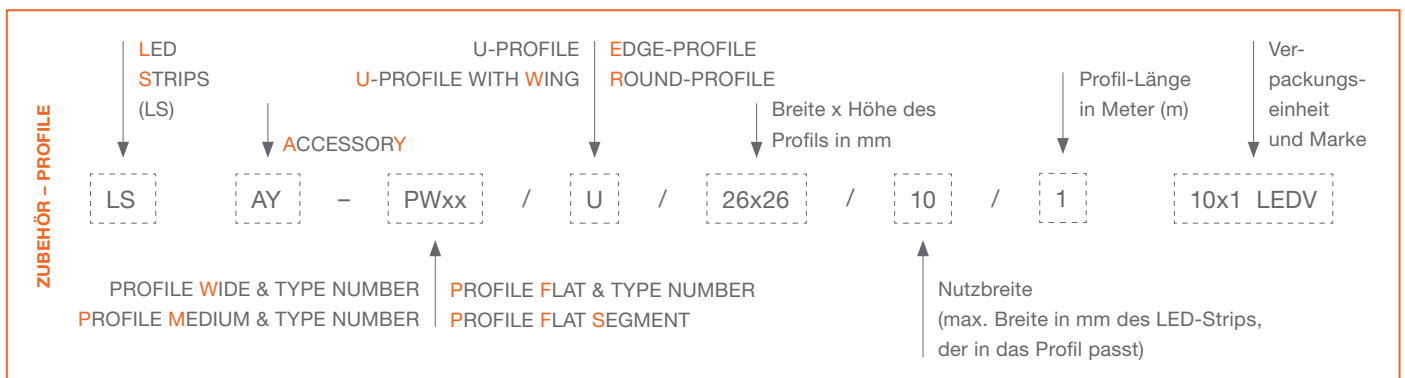 ZUBEHÖR – PROFILE
LED
STRIPS
(LS)
ACCESSORY
U-PROFILE
U-PROFILE WITH WING
EDGE-PROFILE
ROUND-PROFILE
Breite x Höhe des
Profils in mm
Profil-Länge
in Meter (m)
Ver-
packungs-
einheit
und Marke
LS AY – PWxx / U / 26x26 / 10 / 1 10x1 LEDV
PROFILE WIDE & TYPE NUMBER
PROFILE MEDIUM & TYPE NUMBER
PROFILE FLAT & TYPE NUMBER
PROFILE FLAT SEGMENT
Nutzbreite
(max. Breite in mm des LED-Strips,
der in das Profil passt)